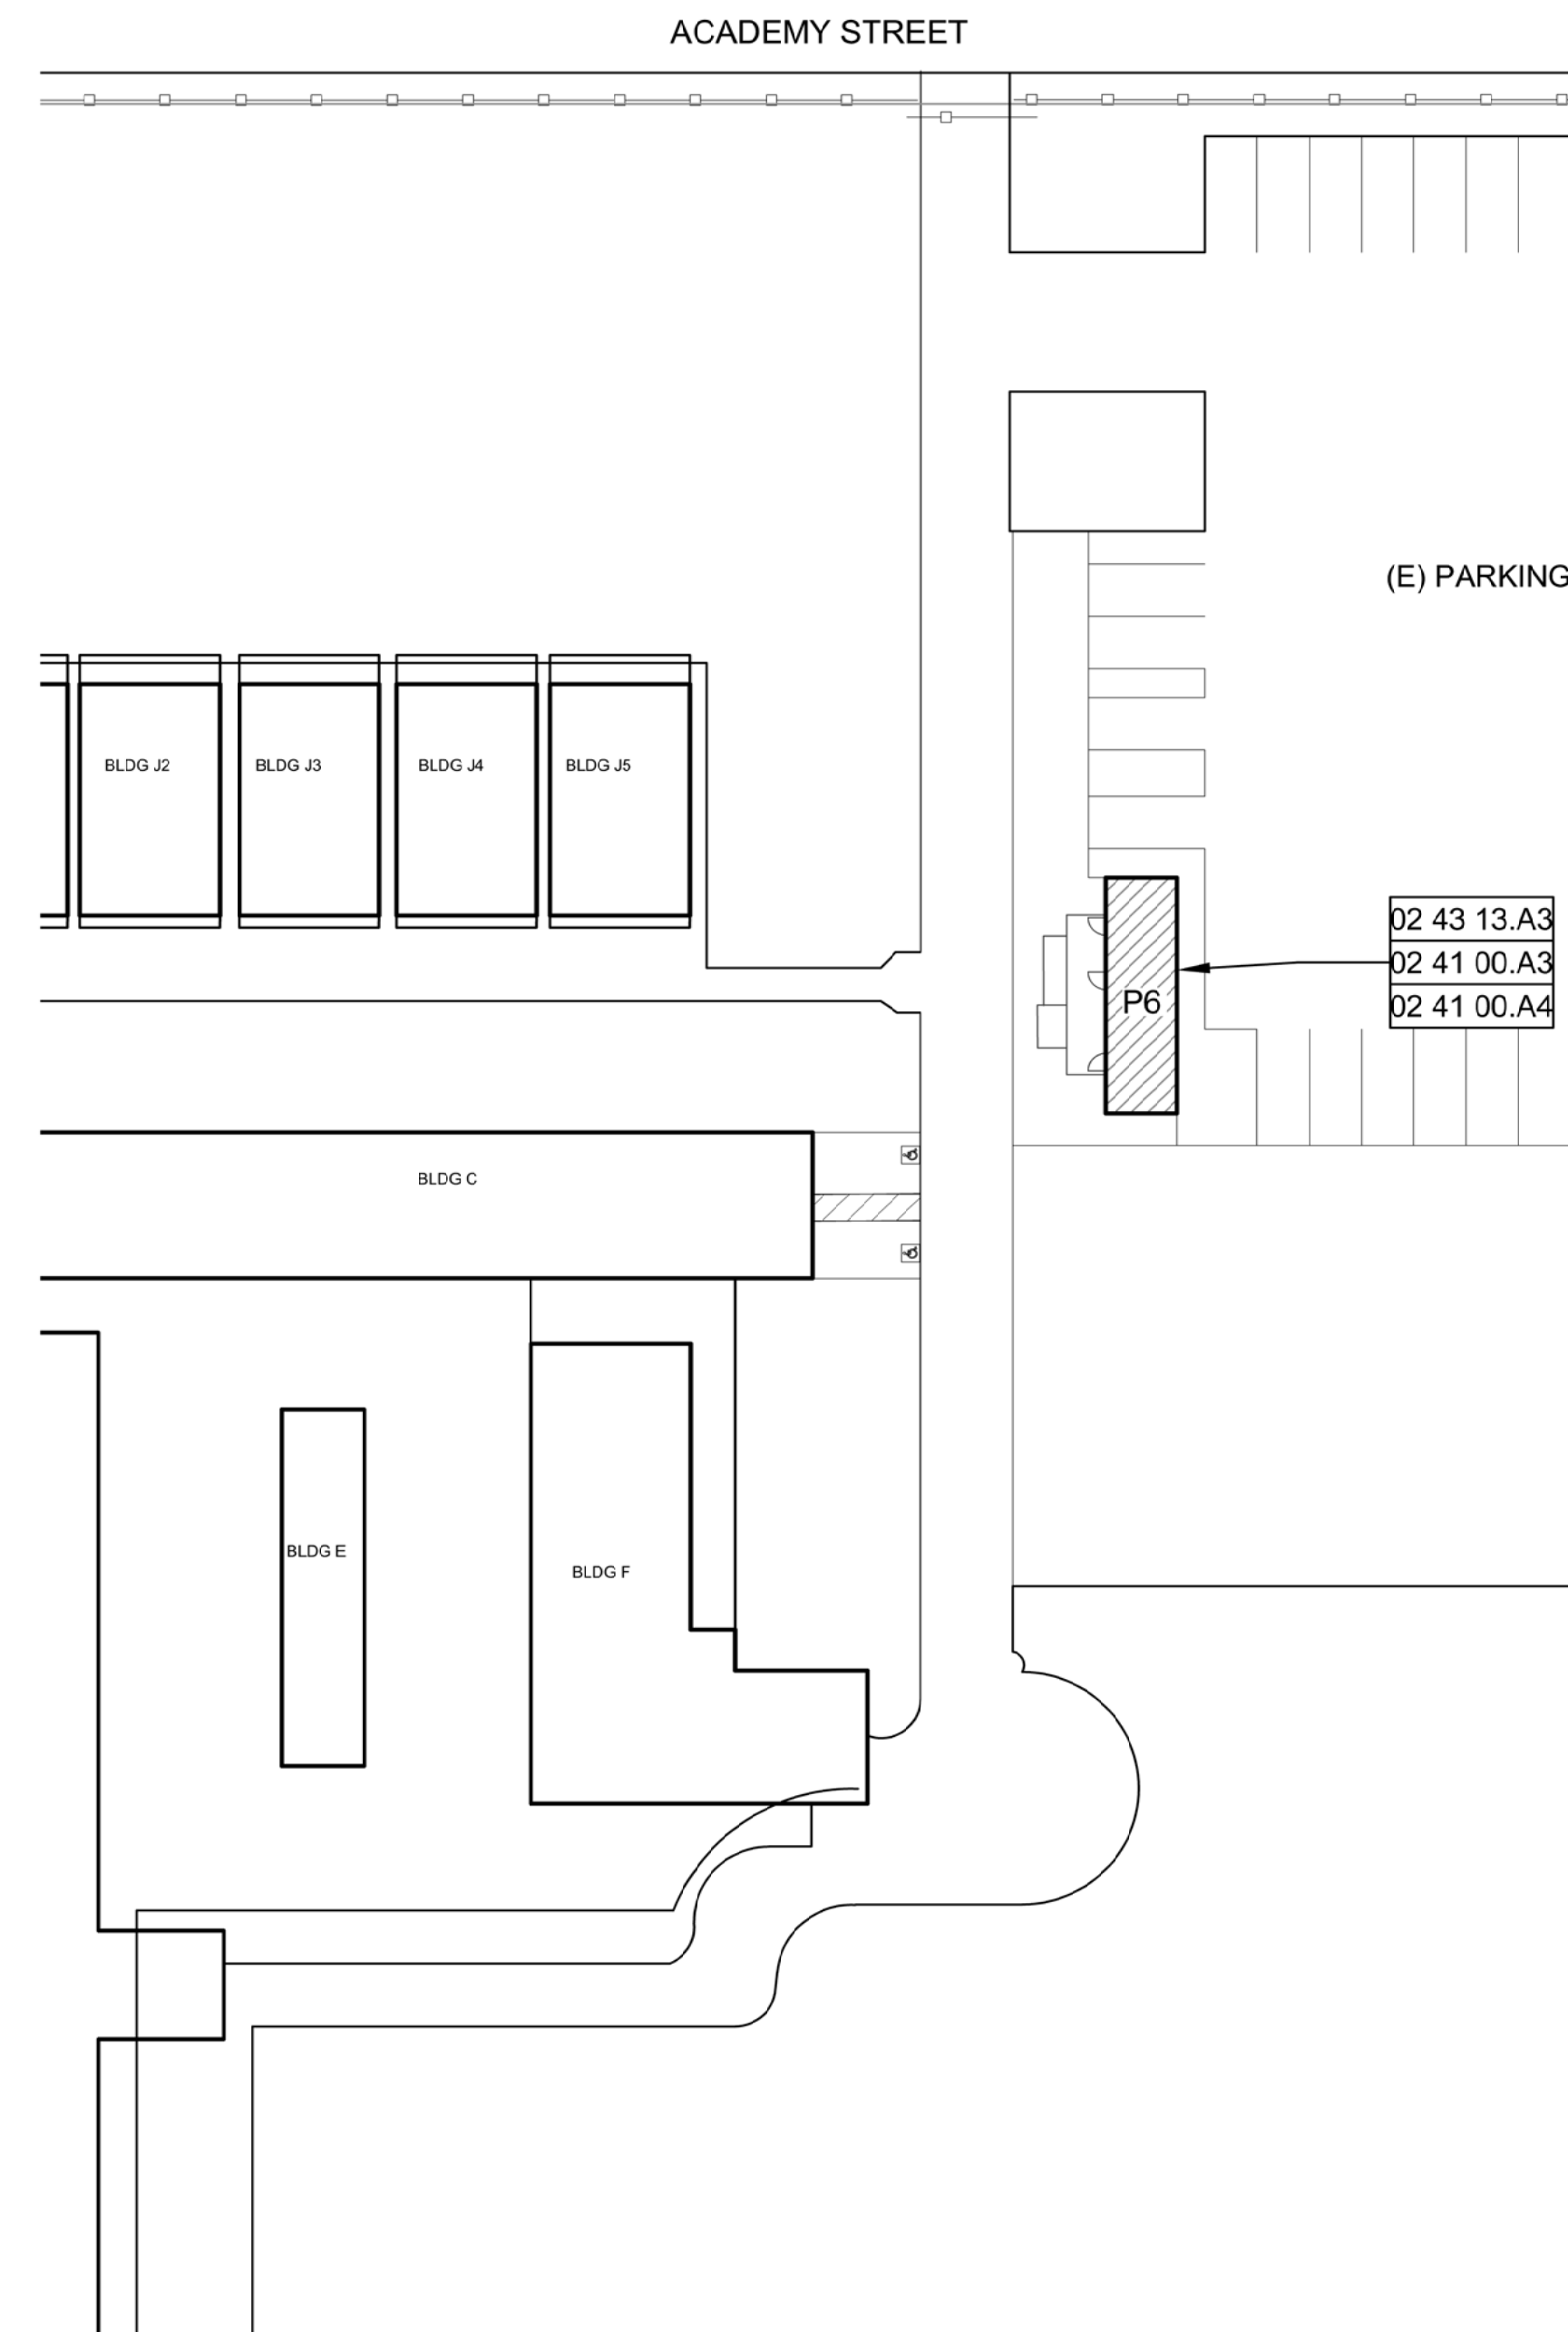 ACADEMY STREET
(E) PARKING
BLDG J2
BLDG J3
BLDG J4
BLDG J5
02 43 13.A3
02 41 00.A3
02 41 00.A4
P6
BLDG C
BLDG E
BLDG F